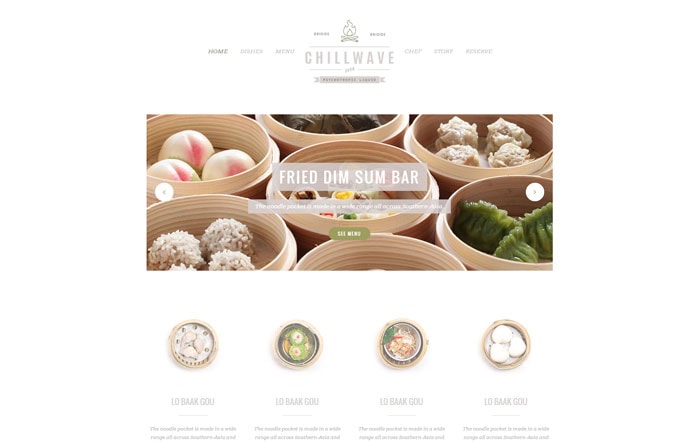 BRIDGE
BRIDGE
HOME
DISHES
MENU
CHEF
STORY
RESERVE
CHILLWAVE
PSYCHOTROPIC LIQUID
FRIED DIM SUM BAR
The noodle pocket is made in a wide range all across Southern-Asia
SEE MENU
LO BAAK GOU
LO BAAK GOU
LO BAAK GOU
LO BAAK GOU
The noodle pocket is made in a wide
range all across Southern-Asia and
The noodle pocket is made in a wide
range all across Southern-Asia and
The noodle pocket is made in a wide
range all across Southern-Asia and
The noodle pocket is made in a wide
range all across Southern-Asia and